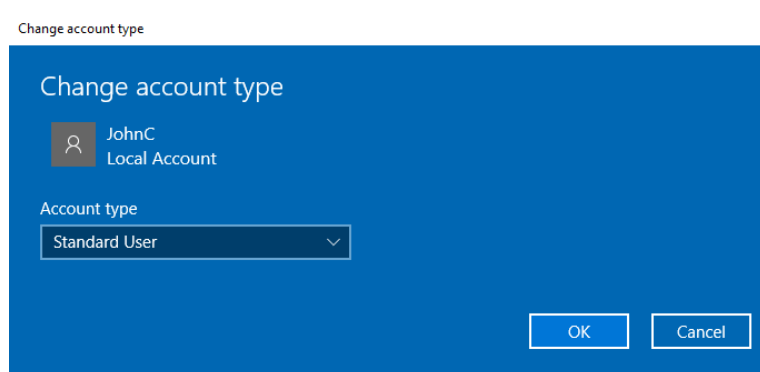 Change account type
Change account type
JohnC
Local Account
Account type
Standard User
OK
Cancel